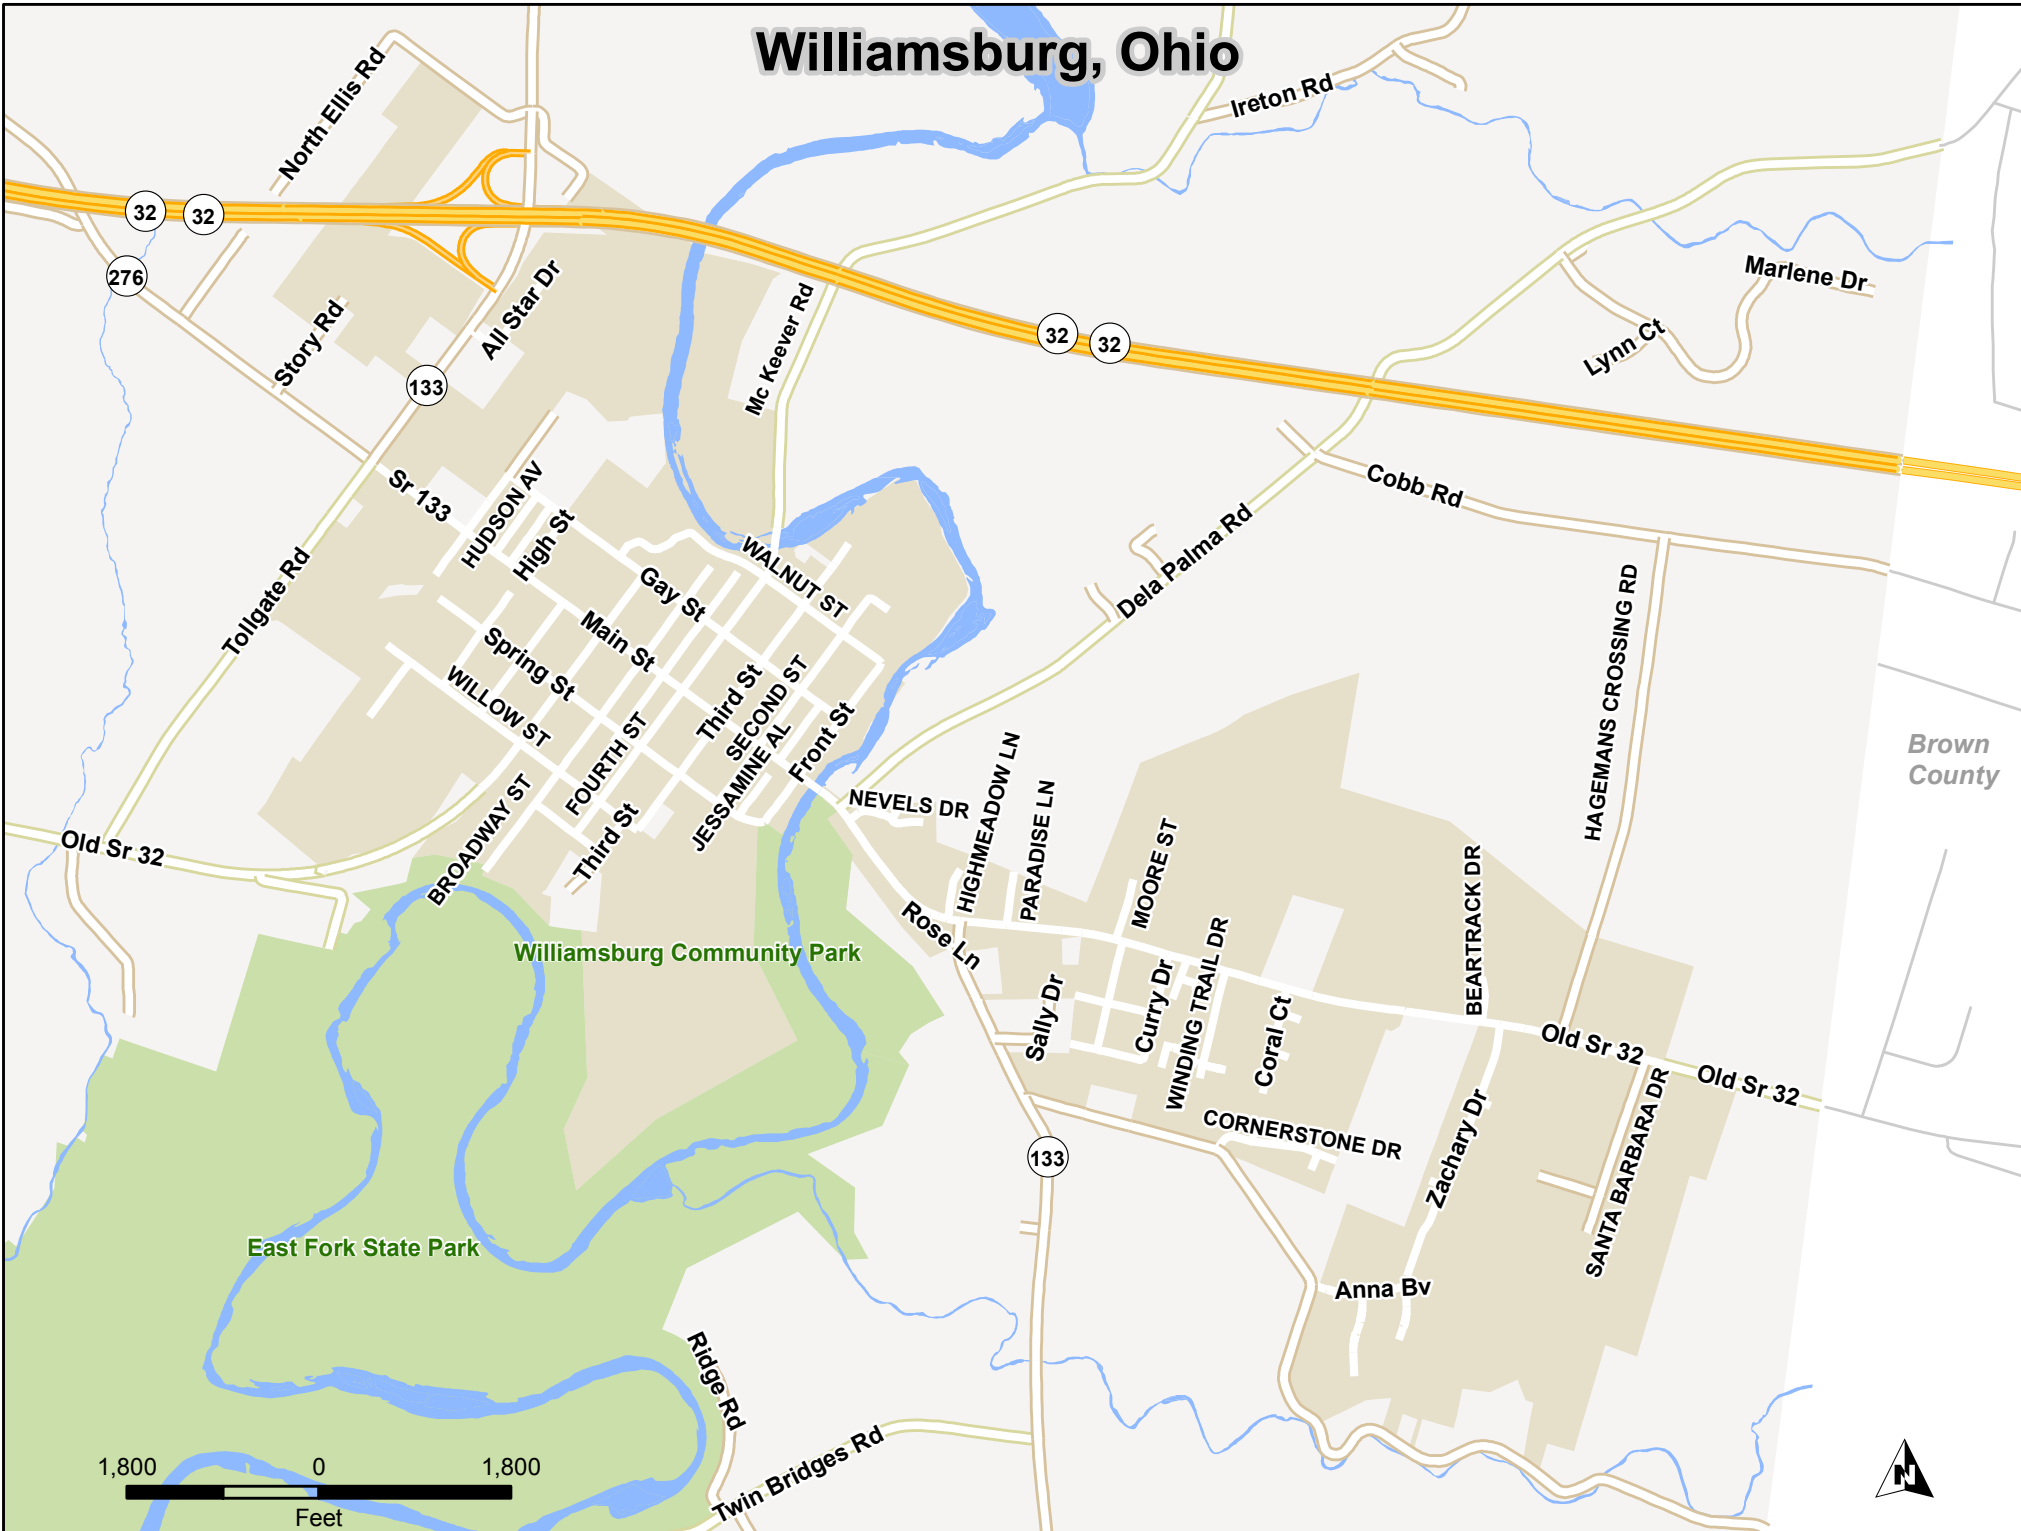 Williamsburg, Ohio
North Ellis Rd
Ireton Rd
32
32
276
Marlene Dr
Story Rd
All Star Dr
Mc Keever Rd
32
32
Lynn Ct
133
Sr 133
HUDSON AV
High St
Cobb Rd
Tollgate Rd
Gay St
WALNUT ST
Dela Palma Rd
Main St
Spring St
WILLOW ST
Third St
SECOND ST
FOURTH ST
JESSAMINE AL
Front St
HAGEMANS CROSSING RD
Brown
County
Old Sr 32
BROADWAY ST
Third St
NEVELS DR
HIGHMEADOW LN
PARADISE LN
MOORE ST
BEARTRACK DR
Rose Ln
Williamsburg Community Park
Sally Dr
Curry Dr
WINDING TRAIL DR
Coral Ct
Old Sr 32
Old Sr 32
CORNERSTONE DR
133
Zachary Dr
SANTA BARBARA DR
East Fork State Park
Anna Bv
Ridge Rd
Twin Bridges Rd
1,800 0 1,800
Feet
N